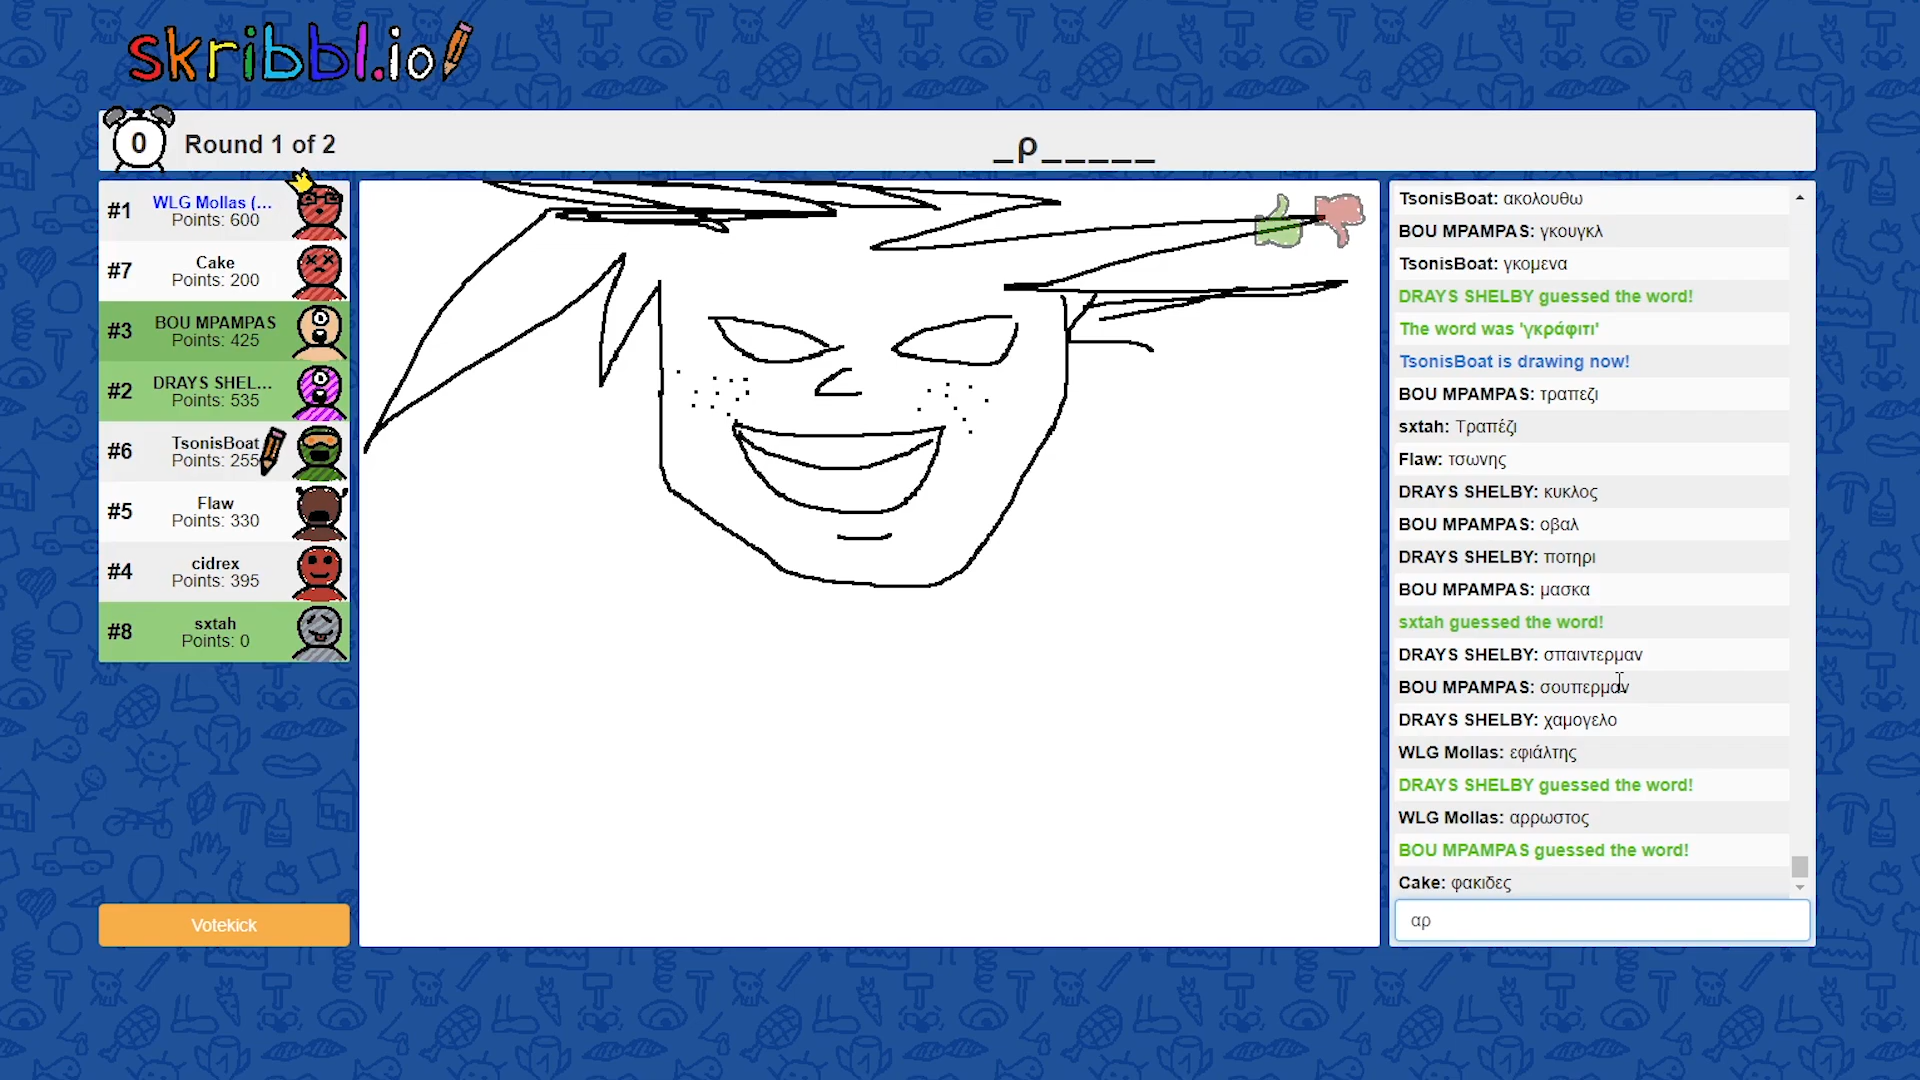 skribbl.io
0
Round 1 of 2
_ρ_____
#1
WLG Mollas (...
Points: 600
#7
Cake
Points: 200
#3
BOU MPAMPAS
Points: 425
#2
DRAYS SHEL...
Points: 535
#6
TsonisBoat
Points: 255
#5
Flaw
Points: 330
#4
cidrex
Points: 395
#8
sxtah
Points: 0
Votekick
TsonisBoat: ακολουθω
BOU MPAMPAS: γκουγκλ
TsonisBoat: γκομενα
DRAYS SHELBY guessed the word!
The word was 'γκράφιτι'
TsonisBoat is drawing now!
BOU MPAMPAS: τραπεζι
sxtah: Τραπέζι
Flaw: τσωνης
DRAYS SHELBY: κυκλος
BOU MPAMPAS: οβαλ
DRAYS SHELBY: ποτηρι
BOU MPAMPAS: μασκα
sxtah guessed the word!
DRAYS SHELBY: σπαιντερμαν
BOU MPAMPAS: σουπερμαν
DRAYS SHELBY: χαμογελο
WLG Mollas: εφιάλτης
DRAYS SHELBY guessed the word!
WLG Mollas: αρρωστος
BOU MPAMPAS guessed the word!
Cake: φακιδες
αρ